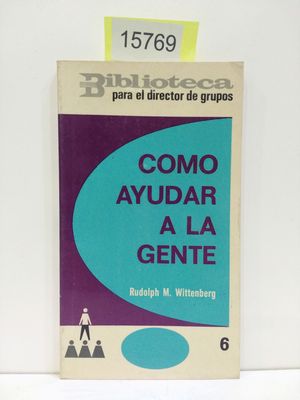 15769
Biblioteca
para el director de grupos
COMO
AYUDAR
A LA
GENTE
Rudolph M. Wittenberg
6